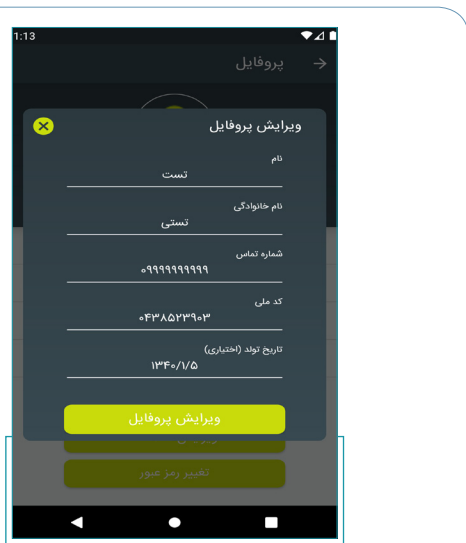 1:13
پروفایل
ویرایش پروفایل
نام
تست
نام خانوادگی
تستی
شماره تماس
۰۹۹۹۹۹۹۹۹۹۹
کد ملی
۰۴۳۸۵۲۳۹۰۳
تاریخ تولد (اختیاری)
۱۳۴۰/۱/۵
ویرایش پروفایل
تغییر رمز عبور